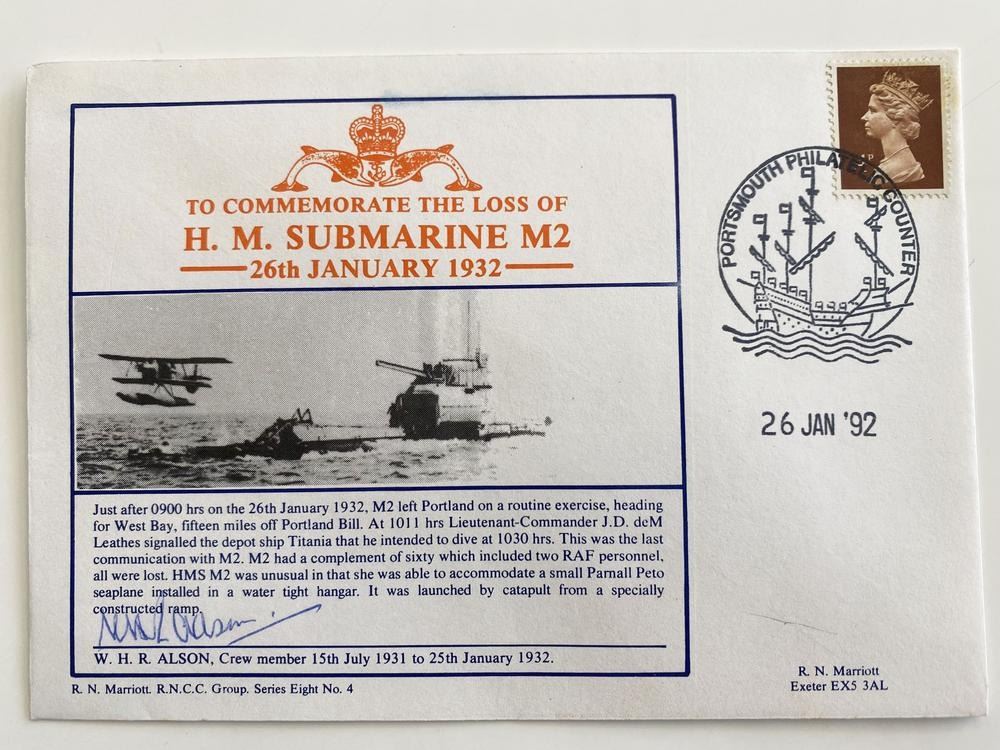 TO COMMEMORATE THE LOSS OF
H. M. SUBMARINE M2
26th JANUARY 1932
PORTSMOUTH PHILATELIC COUNTER
26 JAN '92
Just after 0900 hrs on the 26th January 1932, M2 left Portland on a routine exercise, heading
for West Bay, fifteen miles off Portland Bill. At 1011 hrs Lieutenant-Commander J.D. deM
Leathes signalled the depot ship Titania that he intended to dive at 1030 hrs. This was the last
communication with M2. M2 had a complement of sixty which included two RAF personnel,
all were lost. HMS M2 was unusual in that she was able to accommodate a small Parnall Peto
seaplane installed in a water tight hangar. It was launched by catapult from a specially
constructed ramp.
W. H. R. ALSON, Crew member 15th July 1931 to 25th January 1932.
R. N. Marriott. R.N.C.C. Group. Series Eight No. 4
R. N. Marriott
Exeter EX5 3AL